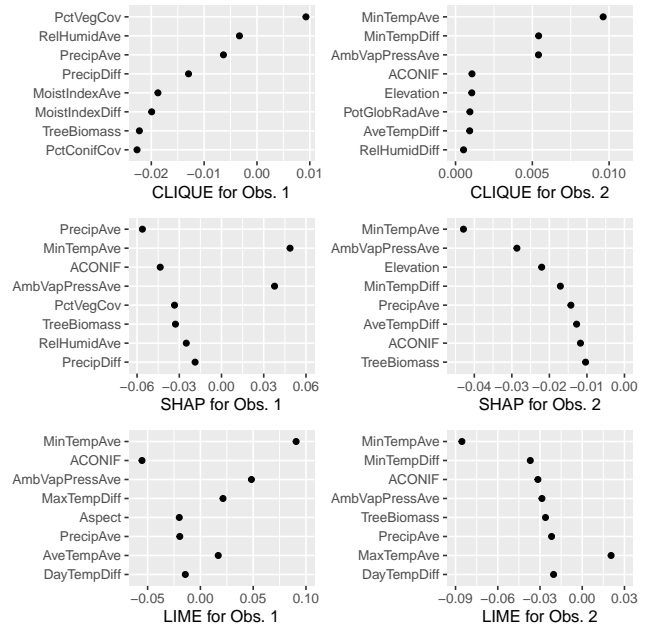 PctVegCov
RelHumidAve
PrecipAve
PrecipDiff
MoistIndexAve
MoistIndexDiff
TreeBiomass
PctConifCov
−0.02 −0.01 0.00 0.01
CLIQUE for Obs. 1
MinTempAve
MinTempDiff
AmbVapPressAve
ACONIF
Elevation
PotGlobRadAve
AveTempDiff
RelHumidDiff
0.000 0.005 0.010
CLIQUE for Obs. 2
PrecipAve
MinTempAve
ACONIF
AmbVapPressAve
PctVegCov
TreeBiomass
RelHumidAve
PrecipDiff
−0.06 −0.03 0.00 0.03 0.06
SHAP for Obs. 1
MinTempAve
AmbVapPressAve
Elevation
MinTempDiff
PrecipAve
AveTempDiff
ACONIF
TreeBiomass
−0.04 −0.03 −0.02 −0.01 0.00
SHAP for Obs. 2
MinTempAve
ACONIF
AmbVapPressAve
MaxTempDiff
Aspect
PrecipAve
AveTempAve
DayTempDiff
−0.05 0.00 0.05 0.10
LIME for Obs. 1
MinTempAve
MinTempDiff
ACONIF
AmbVapPressAve
TreeBiomass
PrecipAve
MaxTempAve
DayTempDiff
−0.09 −0.06 −0.03 0.00 0.03
LIME for Obs. 2